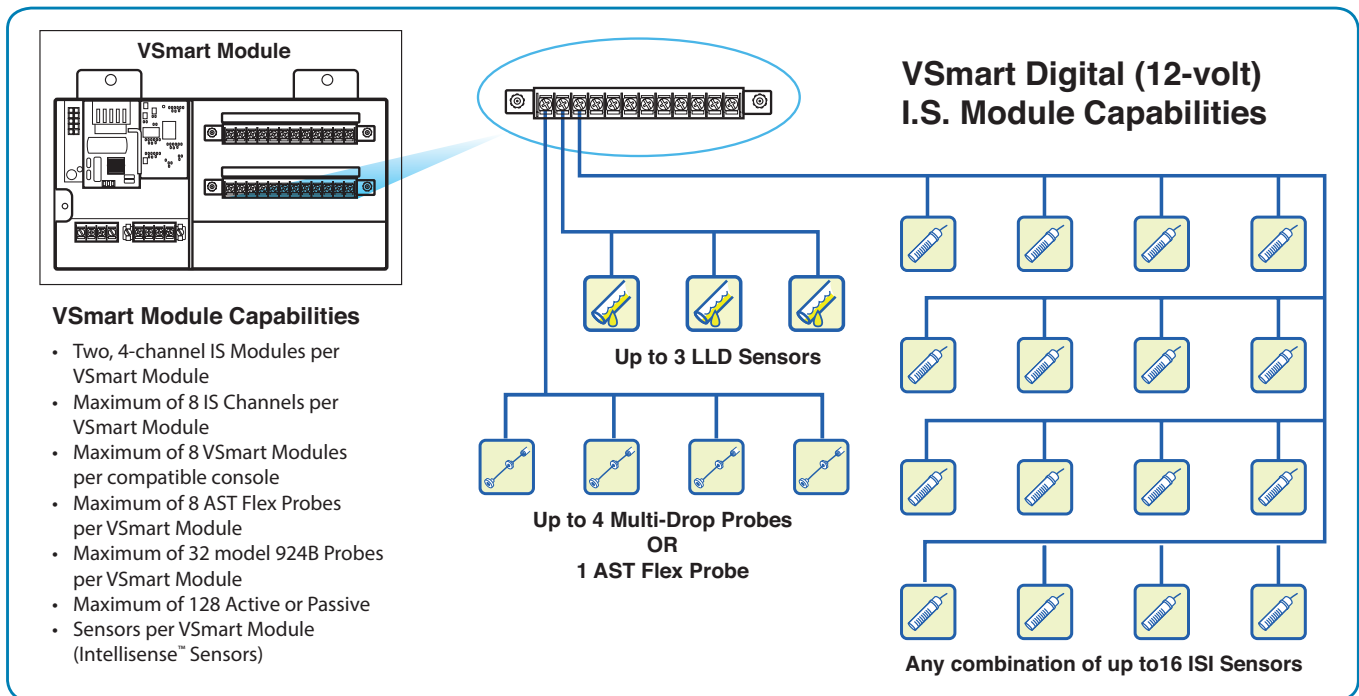 VSmart Module
VSmart Digital (12-volt)
I.S. Module Capabilities
VSmart Module Capabilities
• Two, 4-channel IS Modules per
VSmart Module
• Maximum of 8 IS Channels per
VSmart Module
• Maximum of 8 VSmart Modules
per compatible console
• Maximum of 8 AST Flex Probes
per VSmart Module
• Maximum of 32 model 924B Probes
per VSmart Module
• Maximum of 128 Active or Passive
• Sensors per VSmart Module
(Intellisense™ Sensors)
Up to 3 LLD Sensors
Up to 4 Multi-Drop Probes
OR
1 AST Flex Probe
Any combination of up to16 ISI Sensors